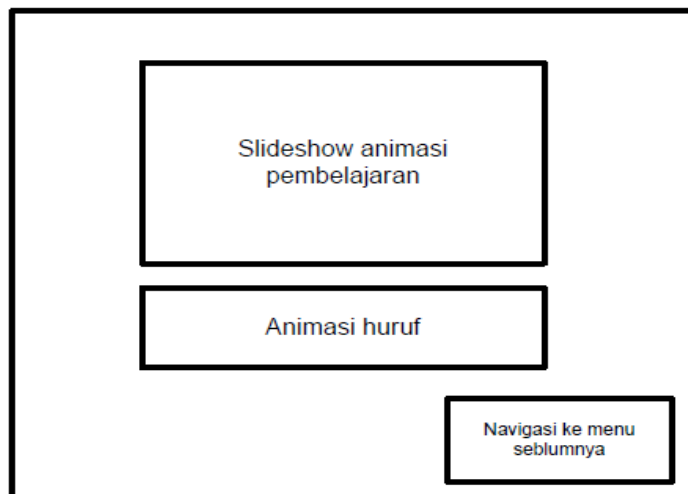 Slideshow animasi
pembelajaran
Animasi huruf
Navigasi ke menu
seblumnya